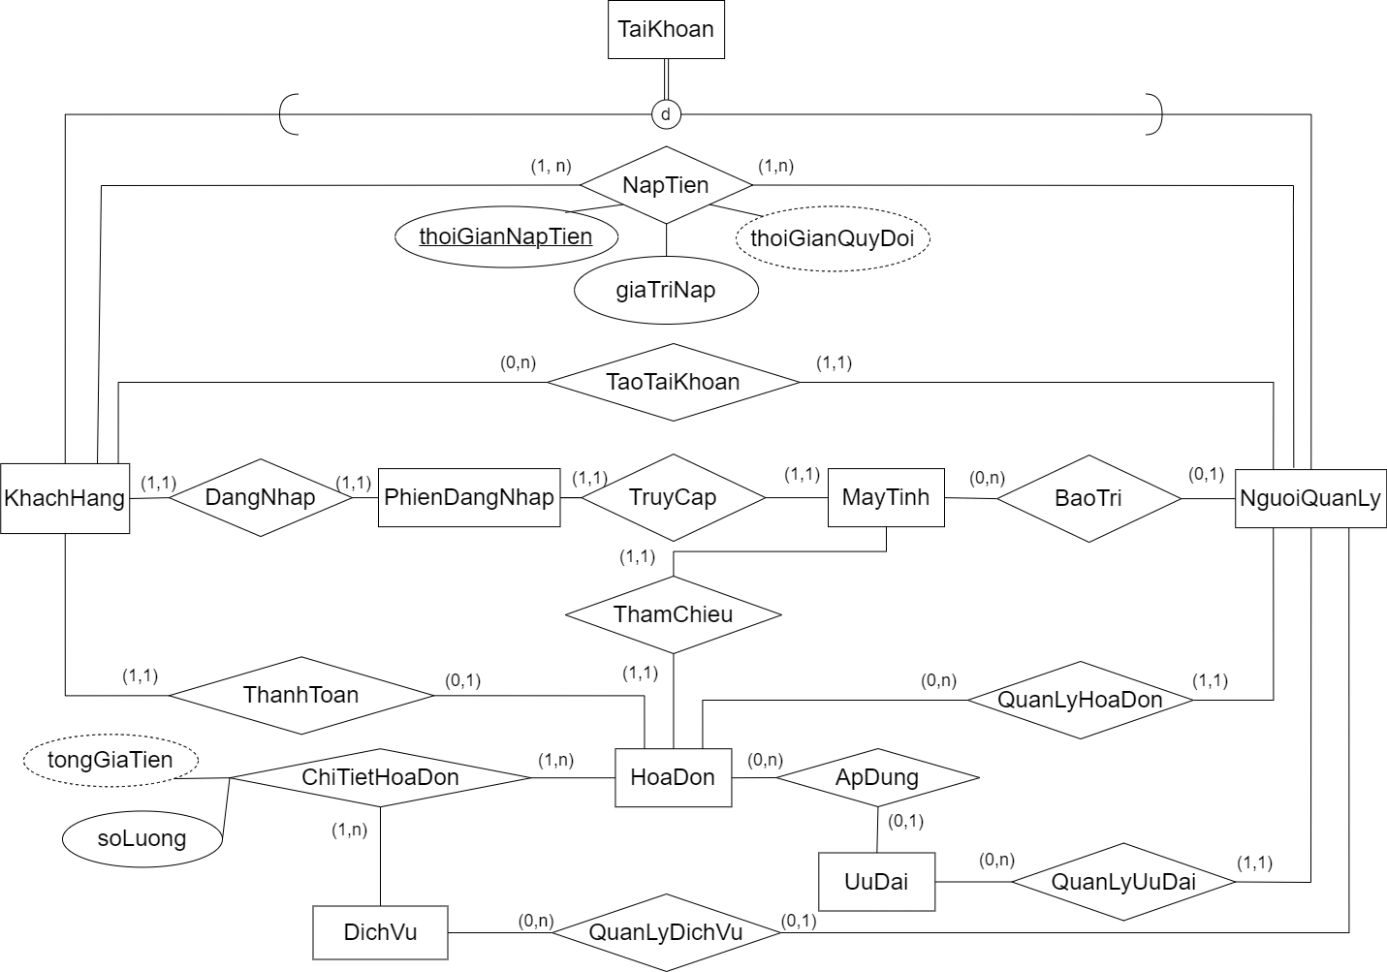 TaiKhoan
d
(1, n)
(1,n)
NapTien
thoiGianNapTien
thoiGianQuyDoi
giaTriNap
(0,n)
(1,1)
TaoTaiKhoan
KhachHang
(1,1)
DangNhap
(1,1)
PhienDangNhap
(1,1)
TruyCap
(1,1)
MayTinh
(0,n)
BaoTri
(0,1)
NguoiQuanLy
(1,1)
ThamChieu
(1,1)
(1,1)
ThanhToan
(0,1)
(0,n)
QuanLyHoaDon
(1,1)
tongGiaTien
ChiTietHoaDon
(1,n)
HoaDon
(0,n)
ApDung
soLuong
(1,n)
(0,1)
UuDai
(0,n)
QuanLyUuDai
(1,1)
DichVu
(0,n)
QuanLyDichVu
(0,1)